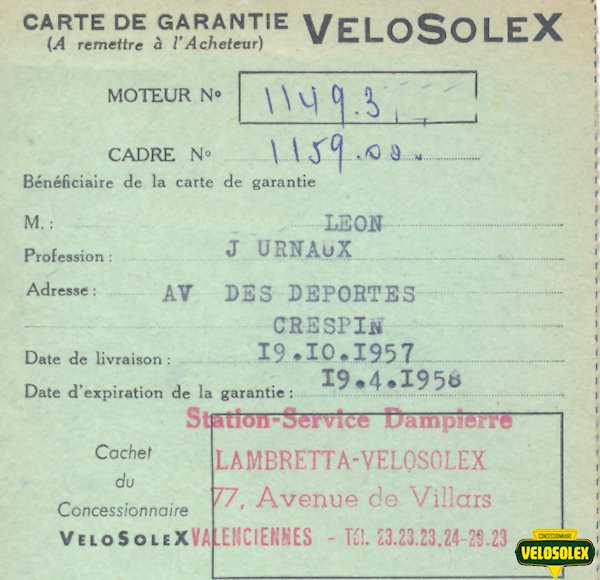 CARTE DE GARANTIE VELOSOLEX
(A remettre à l'Acheteur)
MOTEUR No 1149.3
CADRE No 1159.00.
Bénéficiaire de la carte de garantie
M. : LEON
Profession : J URNAUX
Adresse : AV DES DEPORTES
CRESPIN
Date de livraison : 19.10.1957
Date d'expiration de la garantie : 19.4.1958
Station-Service Dampierre
Cachet
du
Concessionnaire
VELOSOLEX
LAMBRETTA-VELOSOLEX
77, Avenue de Villars
VALENCIENNES - Tél. 23.23.23,24-29.23
CONCESSIONNAIRE
VELOSOLEX